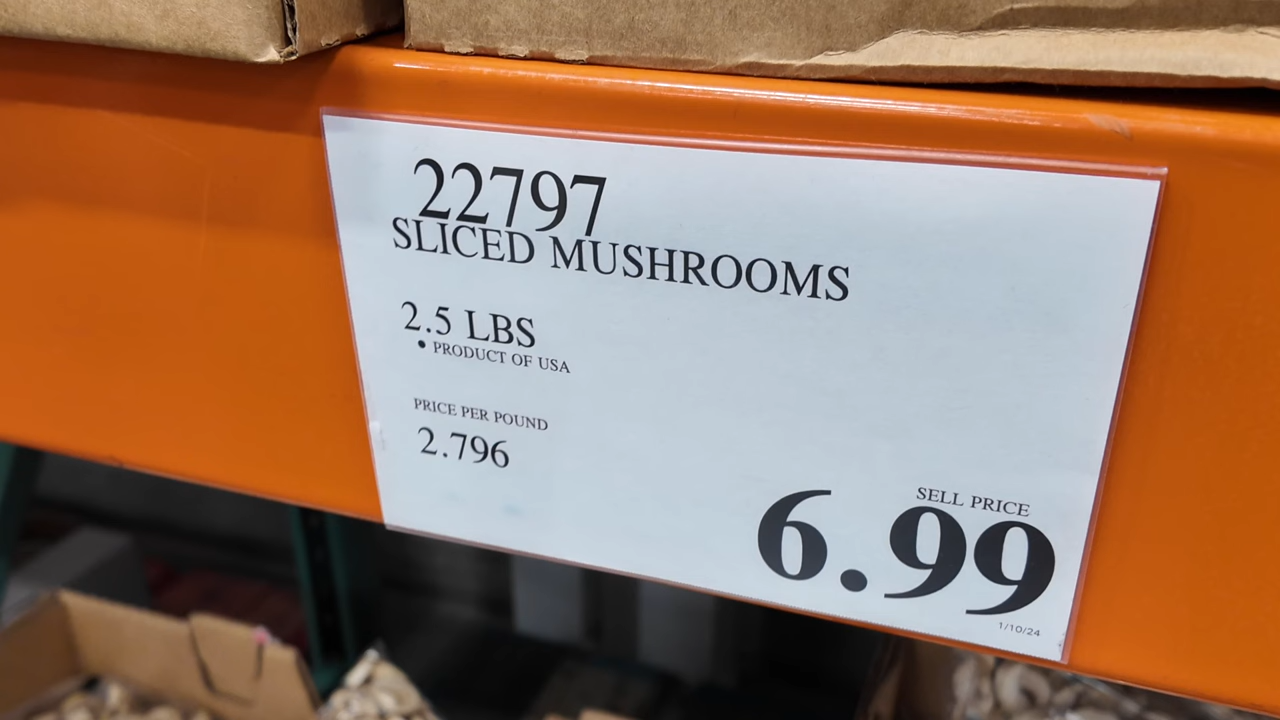 22797
SLICED MUSHROOMS
2.5 LBS
• PRODUCT OF USA
PRICE PER POUND
2.796
SELL PRICE
6.99
1/10/24